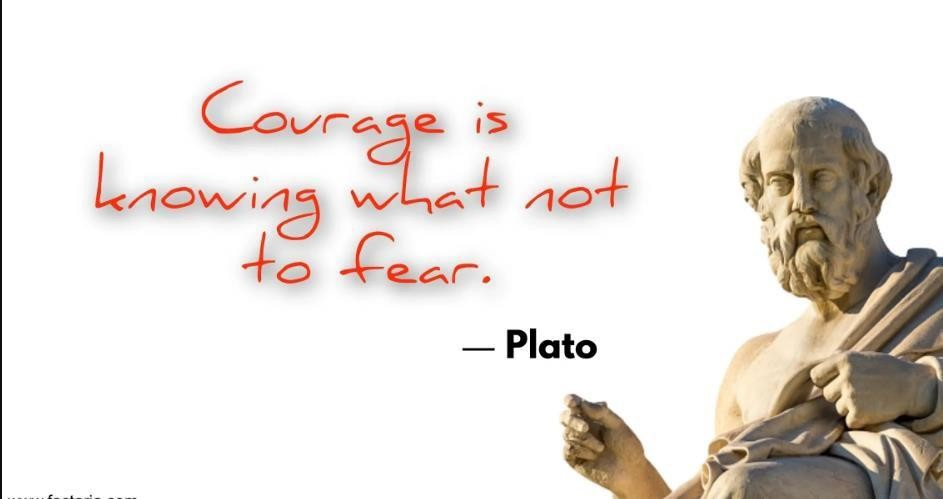 Courage is
knowing what not
to fear.
— Plato